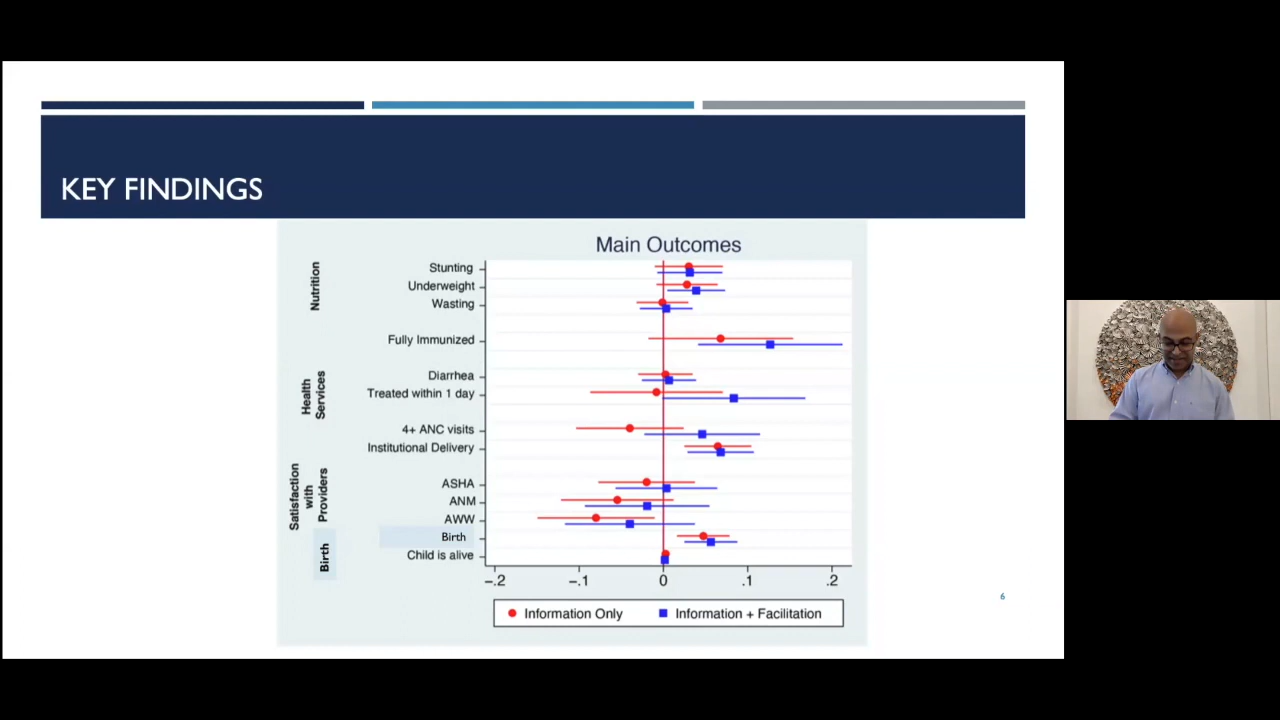 KEY FINDINGS
Main Outcomes
Nutrition
Stunting
Underweight
Wasting
Fully Immunized
Health
Services
Diarrhea
Treated within 1 day
4+ ANC visits
Institutional Delivery
Satisfaction
with
Providers
ASHA
ANM
AWW
Birth
Birth
Child is alive
-.2 -.1 0 .1 .2
Information Only Information + Facilitation
6